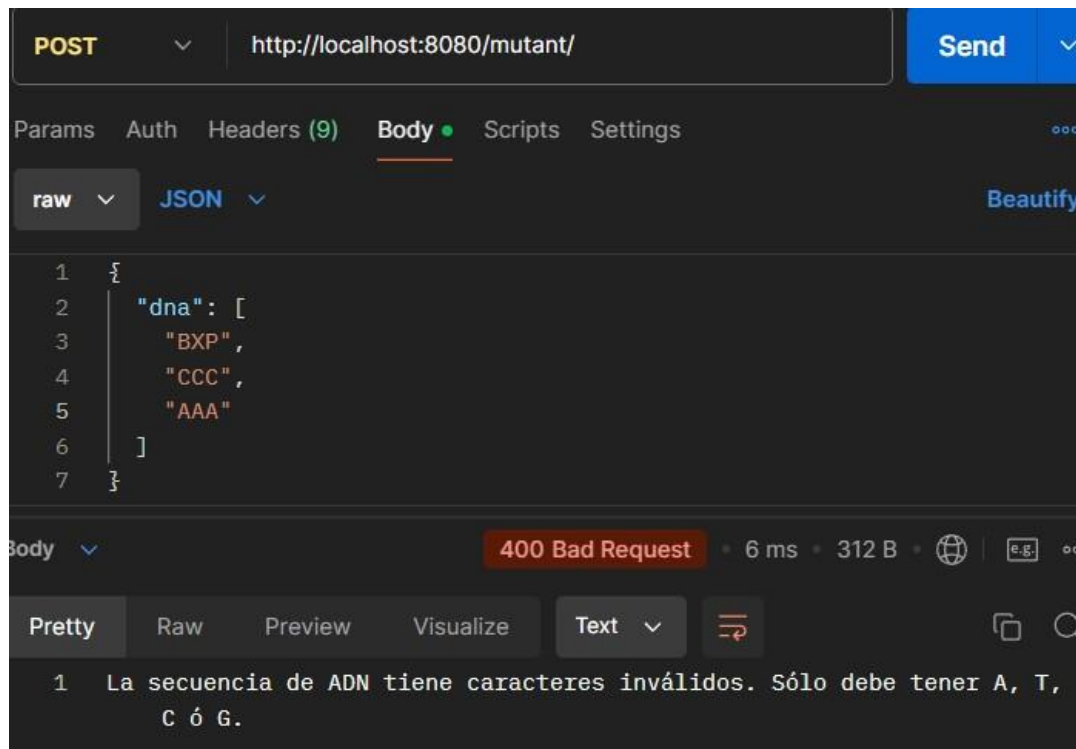 POST http://localhost:8080/mutant/ Send
Params Auth Headers (9) Body Scripts Settings
raw JSON Beautify
1 {
2 "dna": [
3 "BXP",
4 "CCC",
5 "AAA"
6 ]
7 }
Body 400 Bad Request 6 ms 312 B e.g.
Pretty Raw Preview Visualize Text
1 La secuencia de ADN tiene caracteres inválidos. Sólo debe tener A, T,
C ó G.